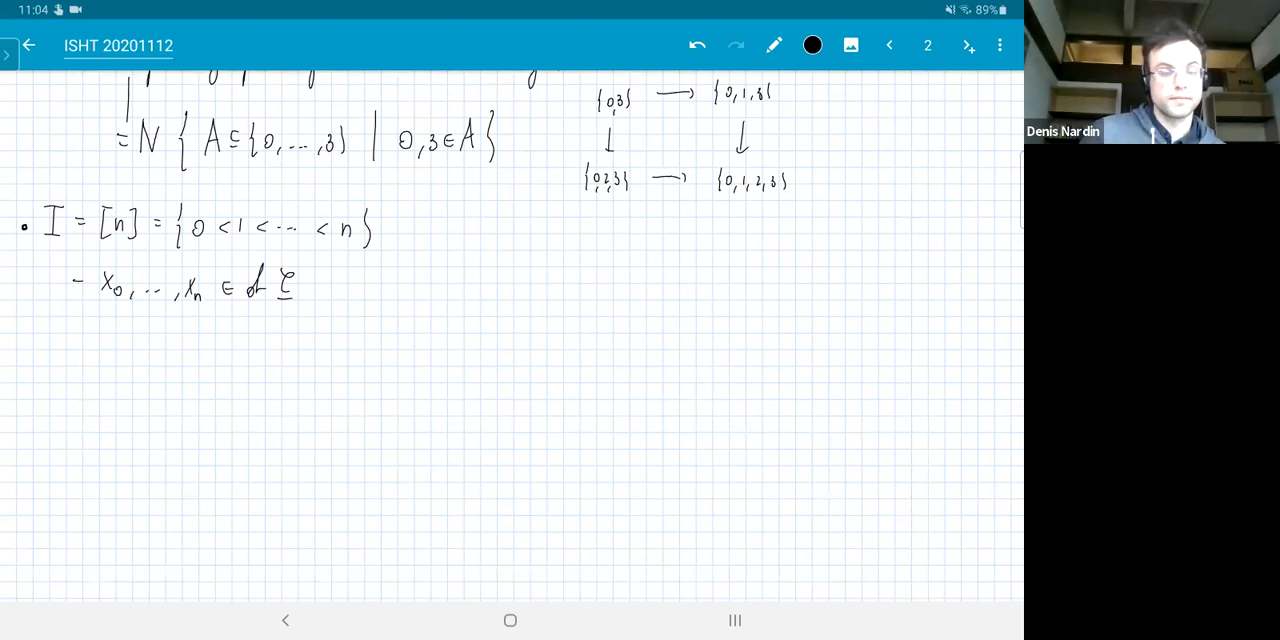 11:04 89%
ISHT 20201112
2
{0,3} → {0,1,3}
= N { A ⊆ {0,...,3} | 0,3 ∈ A }
↓ ↓
{0,2,3} → {0,1,2,3}
• I = [n] = { 0 < 1 < ... < n }
- x₀,...,xₙ ∈ C
Denis Nardin